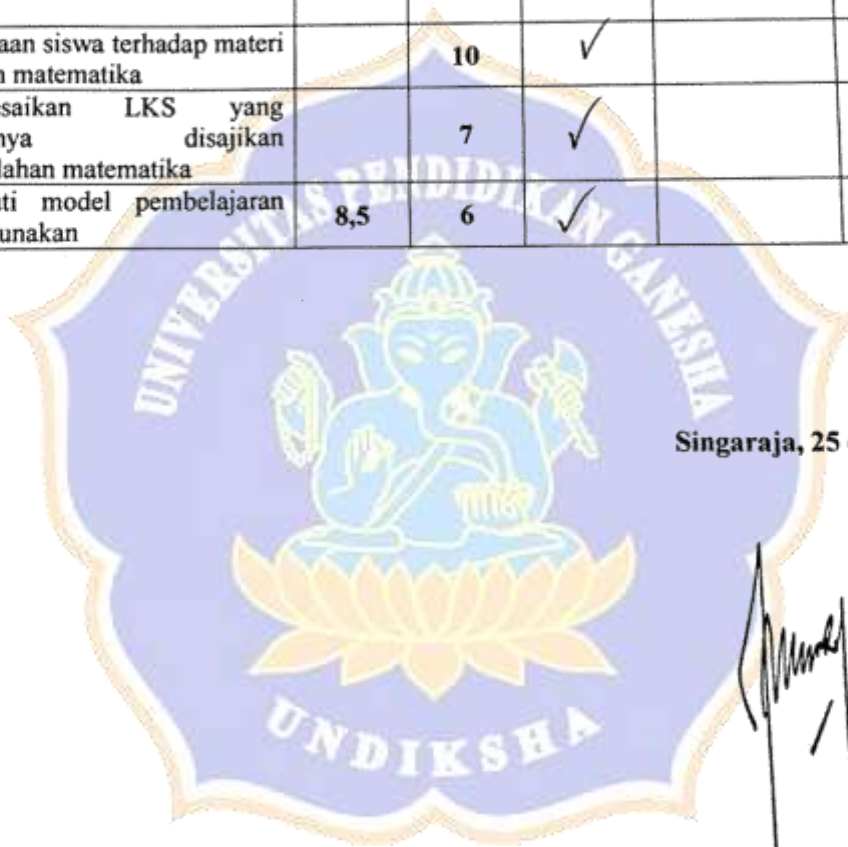 aan siswa terhadap materi
n matematika
10 ✓
esaikan LKS yang
nya disajikan
lahan matematika
7 ✓
ti model pembelajaran
unakan
8,5 6 ✓
UNIVERSITAS PENDIDIKAN GANESHA
Singaraja, 25
UNDIKSHA